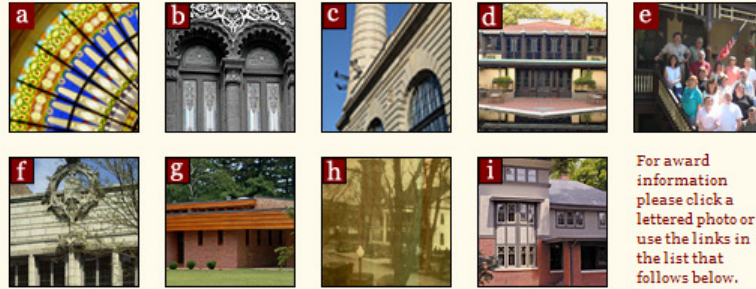 a
b
c
d
e
f
g
h
i
For award
information
please click a
lettered photo or
use the links in
the list that
follows below.